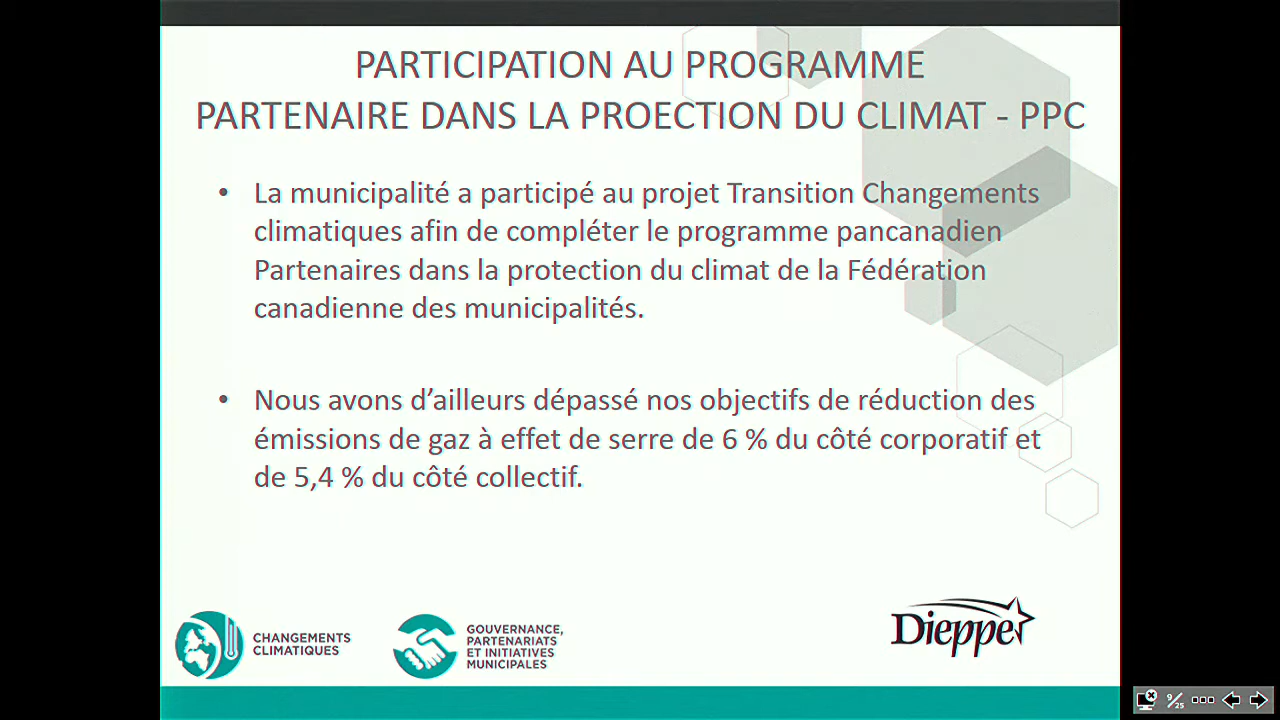 PARTICIPATION AU PROGRAMME
PARTENAIRE DANS LA PROECTION DU CLIMAT - PPC
• La municipalité a participé au projet Transition Changements
climatiques afin de compléter le programme pancanadien
Partenaires dans la protection du climat de la Fédération
canadienne des municipalités.
• Nous avons d’ailleurs dépassé nos objectifs de réduction des
émissions de gaz à effet de serre de 6 % du côté corporatif et
de 5,4 % du côté collectif.
CHANGEMENTS
CLIMATIQUES
GOUVERNANCE,
PARTENARIATS
ET INITIATIVES
MUNICIPALES
Dieppe
9/25